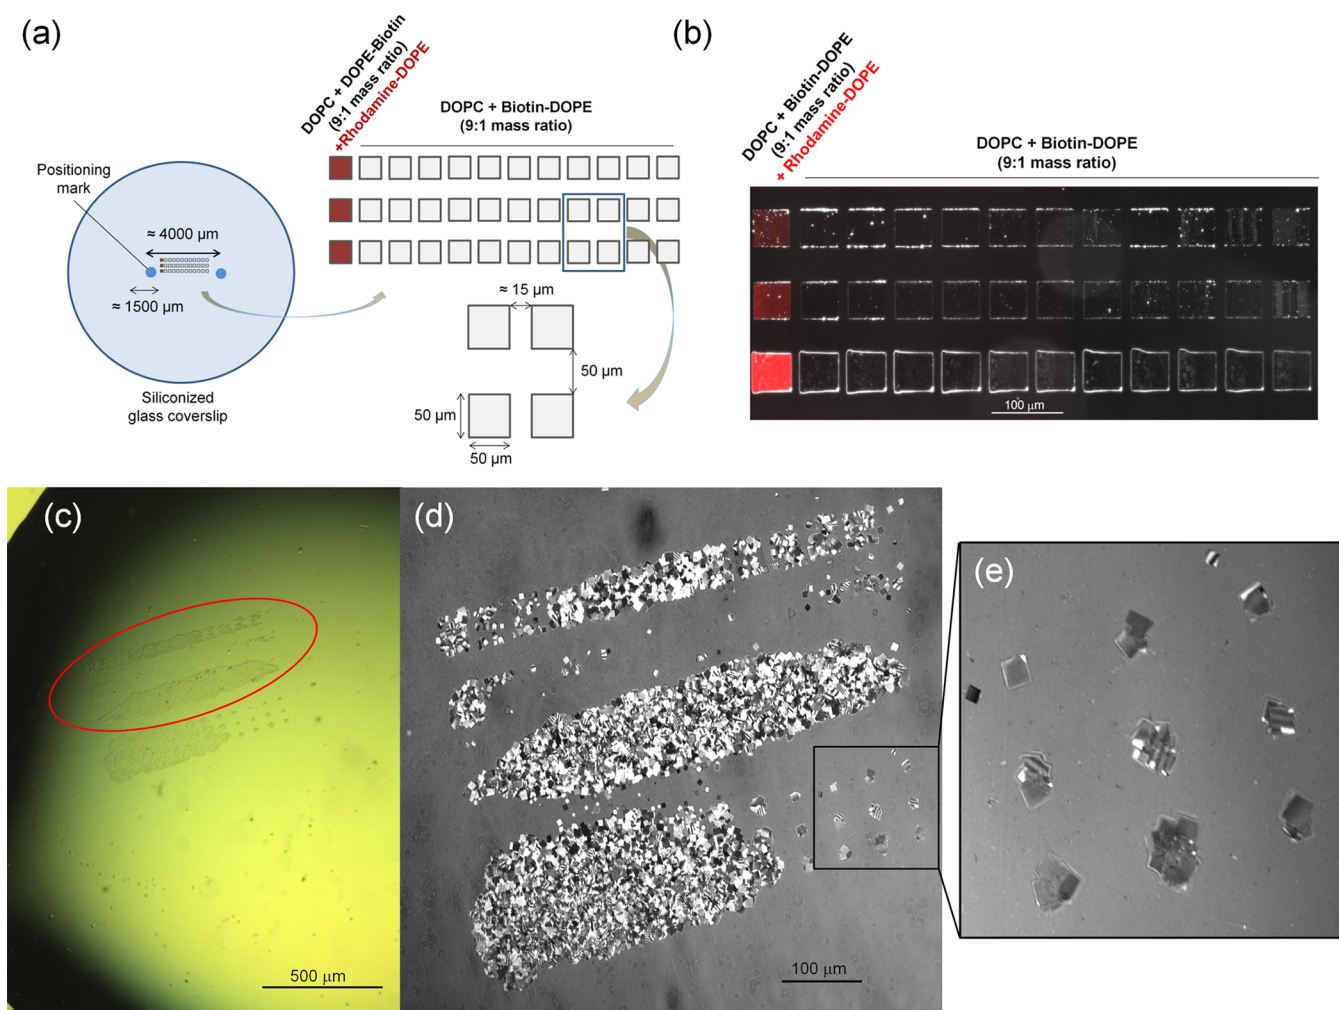 (a)
DOPC + DOPE-Biotin
(9:1 mass ratio)
+Rhodamine-DOPE
DOPC + Biotin-DOPE
(9:1 mass ratio)
Positioning
mark
≈ 4000 μm
≈ 1500 μm
Siliconized
glass coverslip
≈ 15 μm
50 μm
50 μm
50 μm
(b)
DOPC + Biotin-DOPE
(9:1 mass ratio)
+ Rhodamine-DOPE
DOPC + Biotin-DOPE
(9:1 mass ratio)
100 μm
(c)
500 μm
(d)
100 μm
(e)